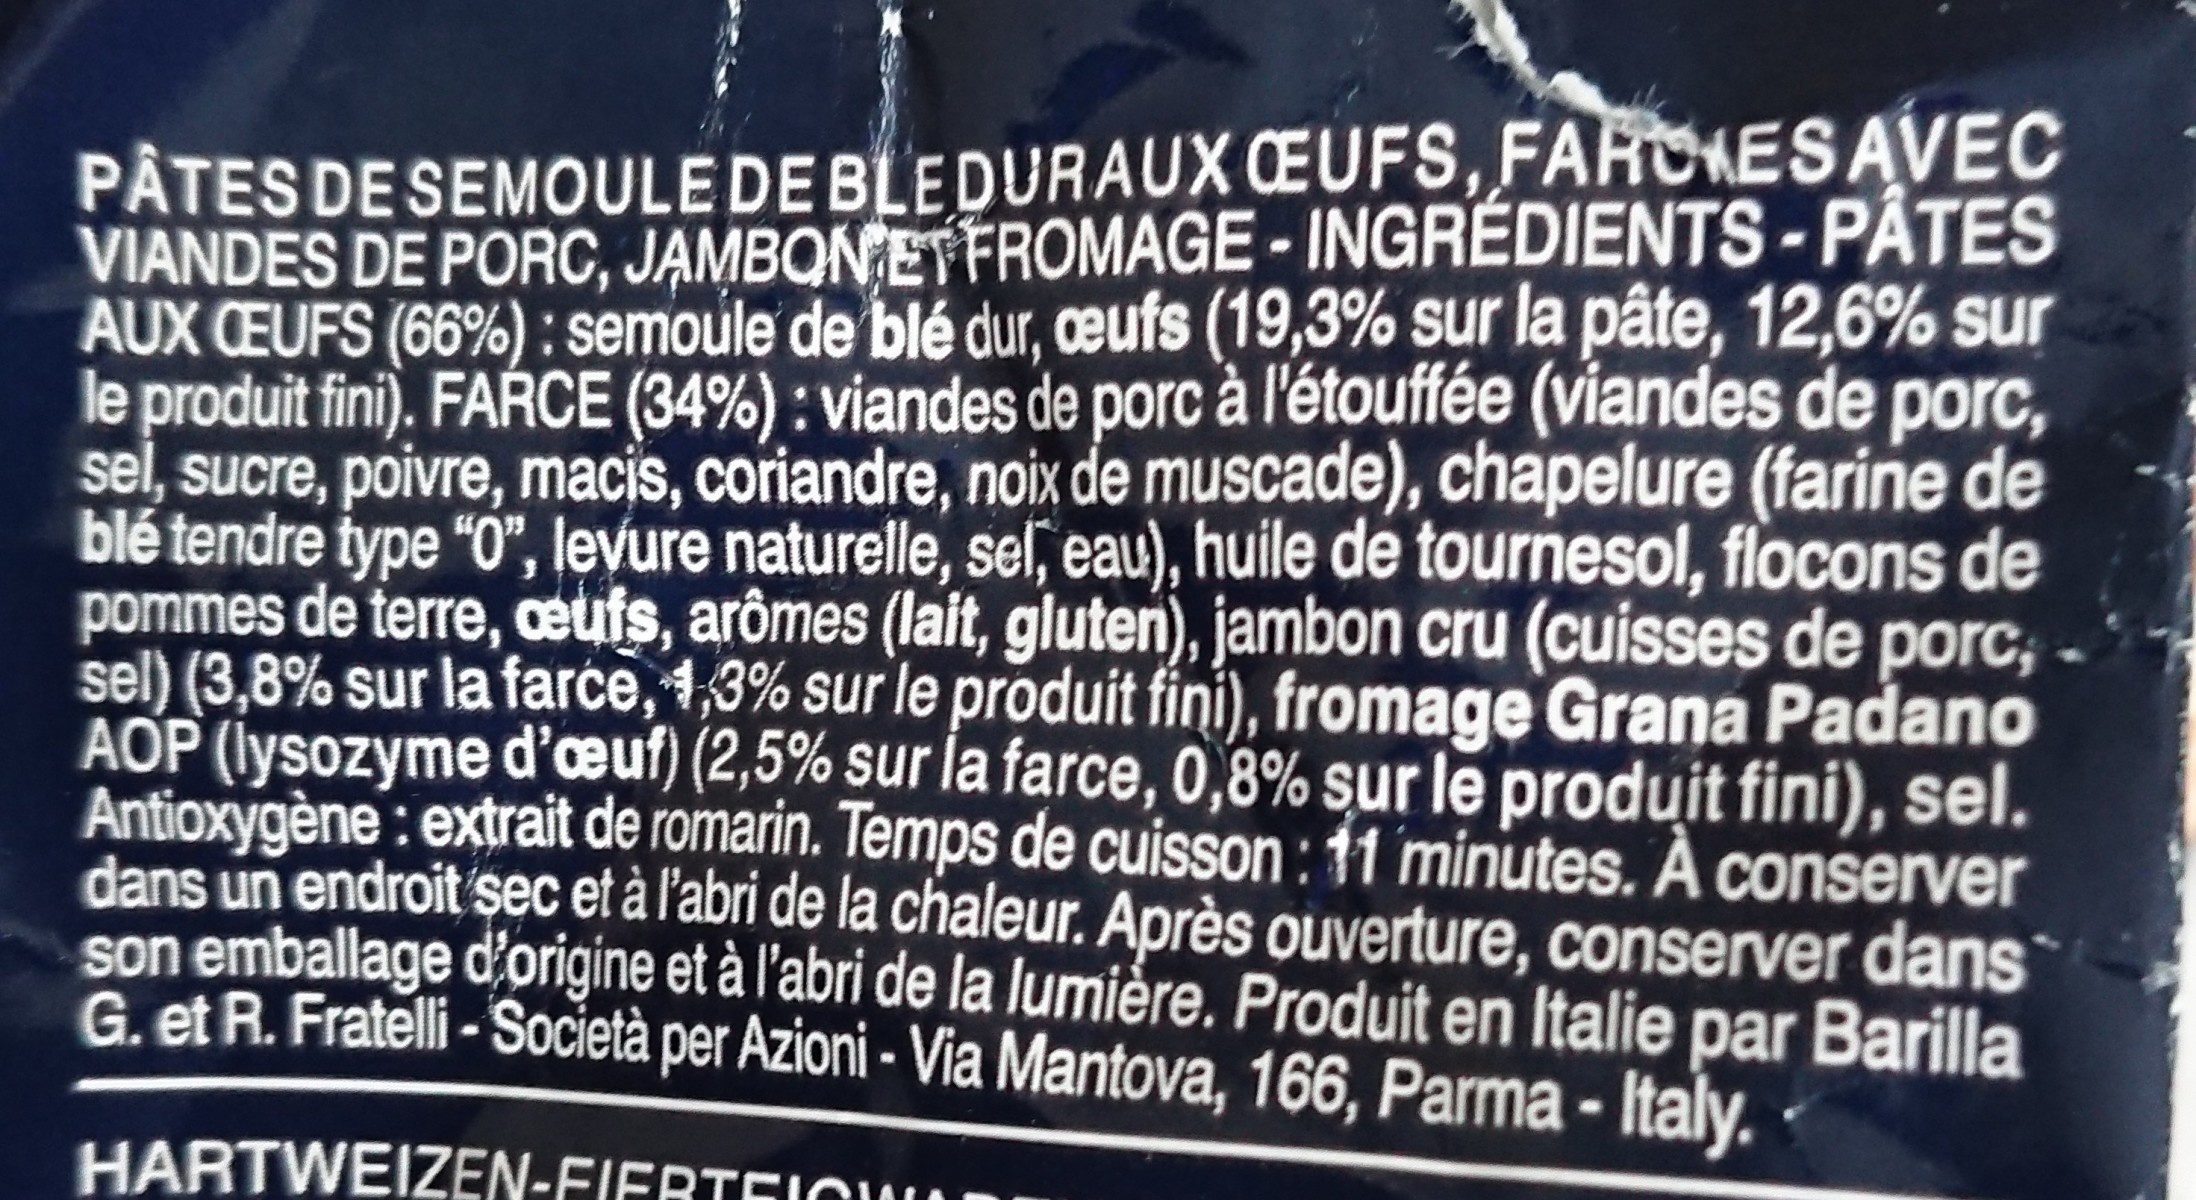 PÂTES DE SEMOULE DE BLE DUR AUX ŒUFS, FARCIES AVEC
VIANDES DE PORC, JAMBON ET FROMAGE - INGRÉDIENTS - PÂTES
AUX ŒUFS (66%) : semoule de blé dur, œufs (19,3% sur la pâte, 12,6% sur
le produit fini). FARCE (34%) : viandes de porc à l'étouffée (viandes de porc,
sel, sucre, poivre, macis, coriandre, noix de muscade), chapelure (farine de
blé tendre type “0”, levure naturelle, sel, eau), huile de tournesol, flocons de
pommes de terre, œufs, arômes (lait, gluten), jambon cru (cuisses de porc,
sel) (3,8% sur la farce, 1,3% sur le produit fini), fromage Grana Padano
AOP (lysozyme d’œuf) (2,5% sur la farce, 0,8% sur le produit fini), sel.
Antioxygène : extrait de romarin. Temps de cuisson : 11 minutes. À conserver
dans un endroit sec et à l’abri de la chaleur. Après ouverture, conserver dans
son emballage d’origine et à l’abri de la lumière. Produit en Italie par Barilla
G. et R. Fratelli - Società per Azioni - Via Mantova, 166, Parma - Italy.